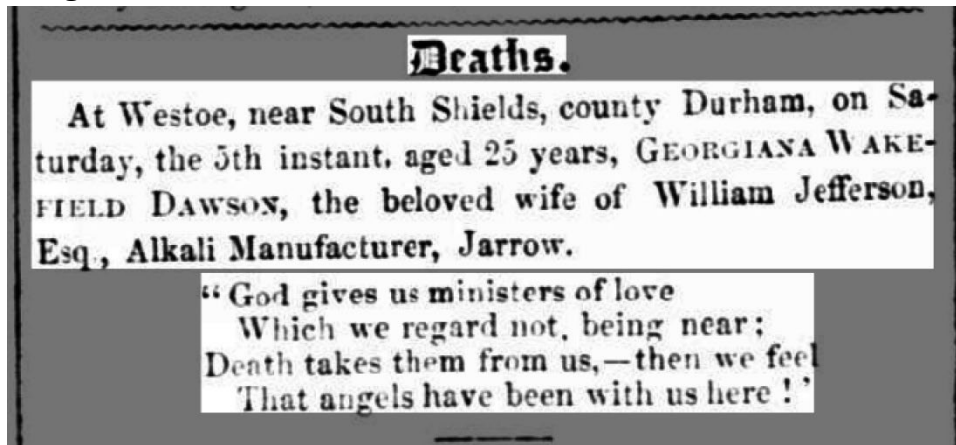 Deaths.
At Westoe, near South Shields, county Durham, on Sa-
turday, the 5th instant, aged 25 years, GEORGIANA WAKE-
FIELD DAWSON, the beloved wife of William Jefferson,
Esq., Alkali Manufacturer, Jarrow.
“God gives us ministers of love
Which we regard not, being near;
Death takes them from us,—then we feel
That angels have been with us here!’